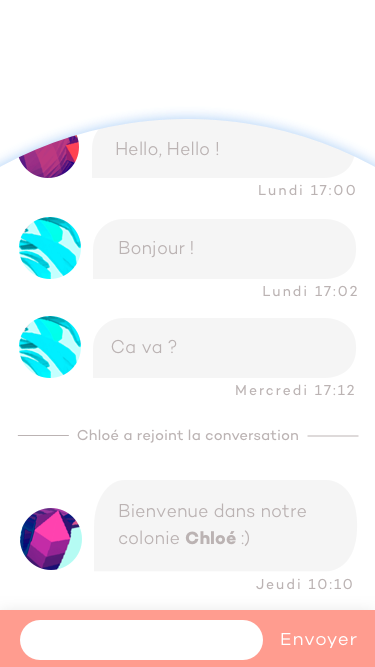 Hello, Hello !
Lundi 17:00
Bonjour !
Lundi 17:02
Ca va ?
Mercredi 17:12
Chloé a rejoint la conversation
Bienvenue dans notre
colonie Chloé :)
Jeudi 10:10
Envoyer